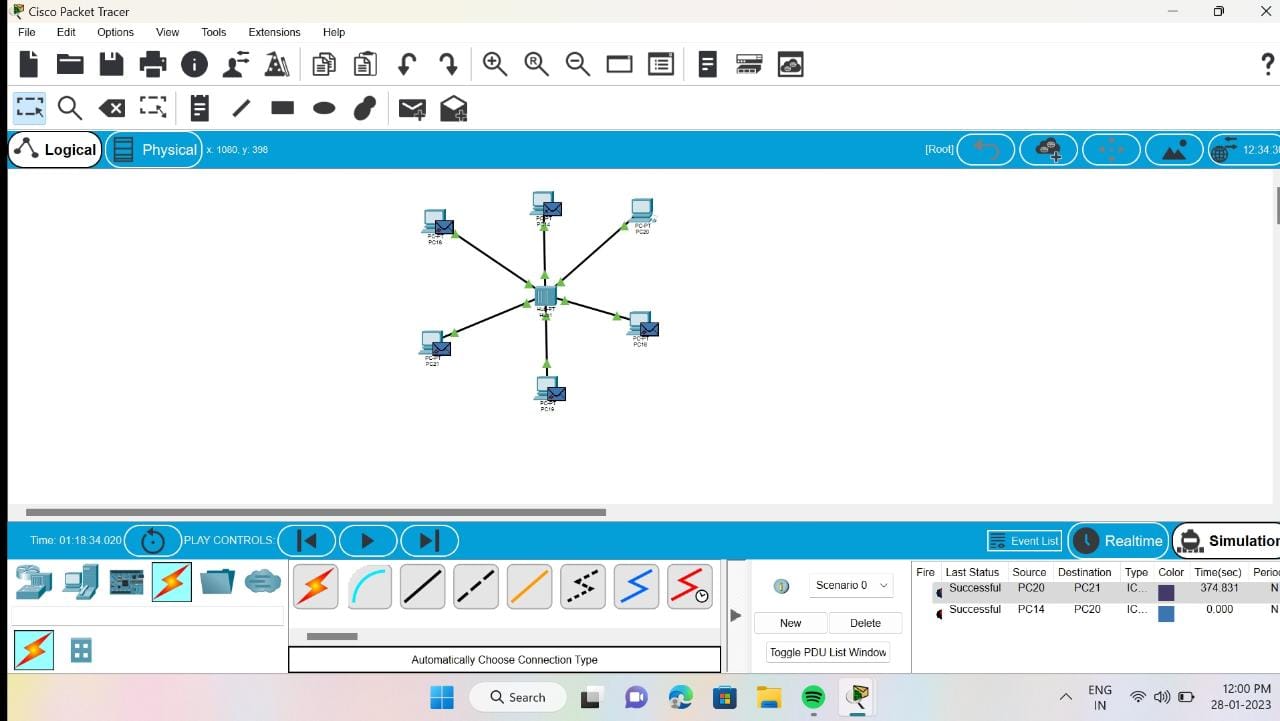 Cisco Packet Tracer
File Edit Options View Tools Extensions Help
R
?
Logical Physical x: 1080, y: 398 [Root] 12:34:3
PC-PT
PC14
PC-PT
PC20
PC-PT
HUB-PT
PC-PT
PC-PT
PC21
PC-PT
PC19
Time: 01:18:34.020 PLAY CONTROLS: Event List Realtime Simulation
Fire Last Status Source Destination Type Color Time(sec) Period
Scenario 0
Successful PC20 PC21 IC... 374.831 N
Successful PC14 PC20 IC... 0.000 N
New Delete
Toggle PDU List Window
Automatically Choose Connection Type
Search
ENG
IN
12:00 PM
28-01-2023